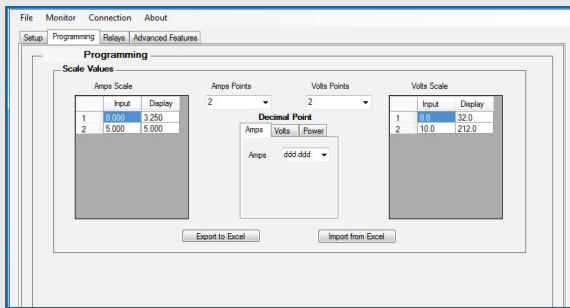 File Monitor Connection About
Setup Programming Relays Advanced Features
Programming
Scale Values
Amps Scale Amps Points Volts Points Volts Scale
Input Display 2 2 Input Display
1 0.000 3.250 Decimal Point 1 0.0 32.0
2 5.000 5.000 Amps Volts Power 2 10.0 212.0
Amps ddd.ddd
Export to Excel Import from Excel